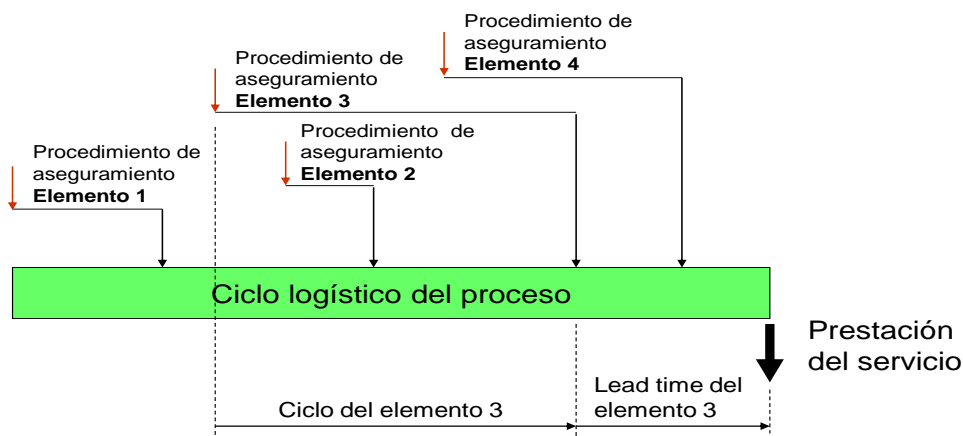 Procedimiento de
aseguramiento
Elemento 4
Procedimiento de
aseguramiento
Elemento 3
Procedimiento de
aseguramiento
Elemento 2
Procedimiento de
aseguramiento
Elemento 1
Ciclo logístico del proceso
Prestación
del servicio
Lead time del
elemento 3
Ciclo del elemento 3